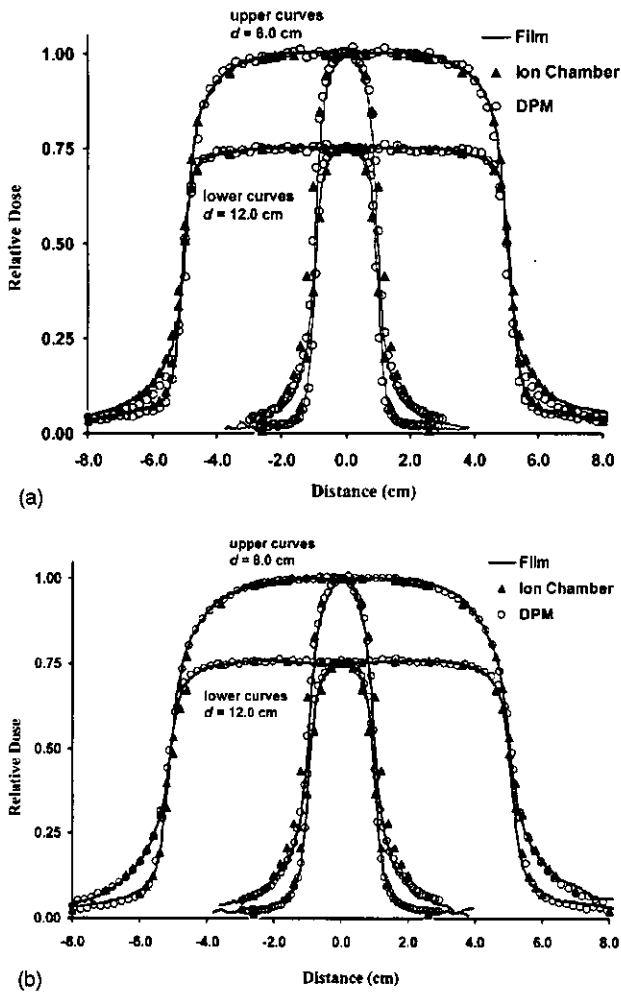 upper curves
d = 8.0 cm
Film
Ion Chamber
DPM
1.00
0.75
0.50
0.25
0.00
lower curves
d = 12.0 cm
Relative Dose
-8.0 -6.0 -4.0 -2.0 0.0 2.0 4.0 6.0 8.0
Distance (cm)
(a)
upper curves
d = 8.0 cm
Film
Ion Chamber
DPM
1.00
0.75
0.50
0.25
0.00
lower curves
d = 12.0 cm
Relative Dose
-8.0 -6.0 -4.0 -2.0 0.0 2.0 4.0 6.0 8.0
Distance (cm)
(b)